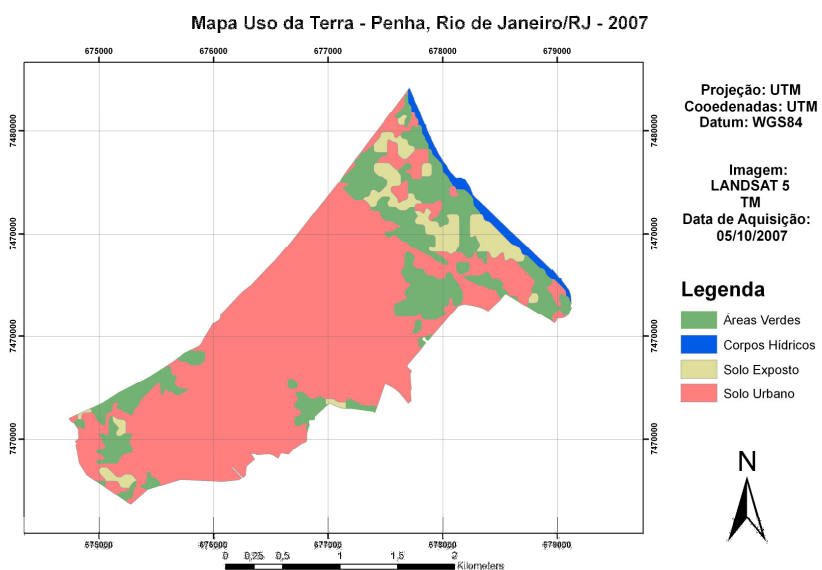 Mapa Uso da Terra - Penha, Rio de Janeiro/RJ - 2007
675000 676000 677000 678000 679000
7480000 7480000
7470000 7470000
7470000 7470000
7470000 7470000
675000 676000 677000 678000 679000
0 0,25 0,5 1 1,5 2
Kilometers
Projeção: UTM
Cooedenadas: UTM
Datum: WGS84
Imagem:
LANDSAT 5
TM
Data de Aquisição:
05/10/2007
Legenda
Áreas Verdes
Corpos Hídricos
Solo Exposto
Solo Urbano
N